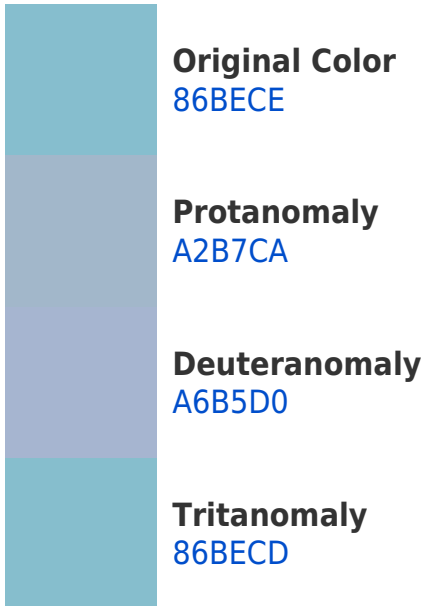 Original Color
86BECE
Protanomaly
A2B7CA
Deuteranomaly
A6B5D0
Tritanomaly
86BECD